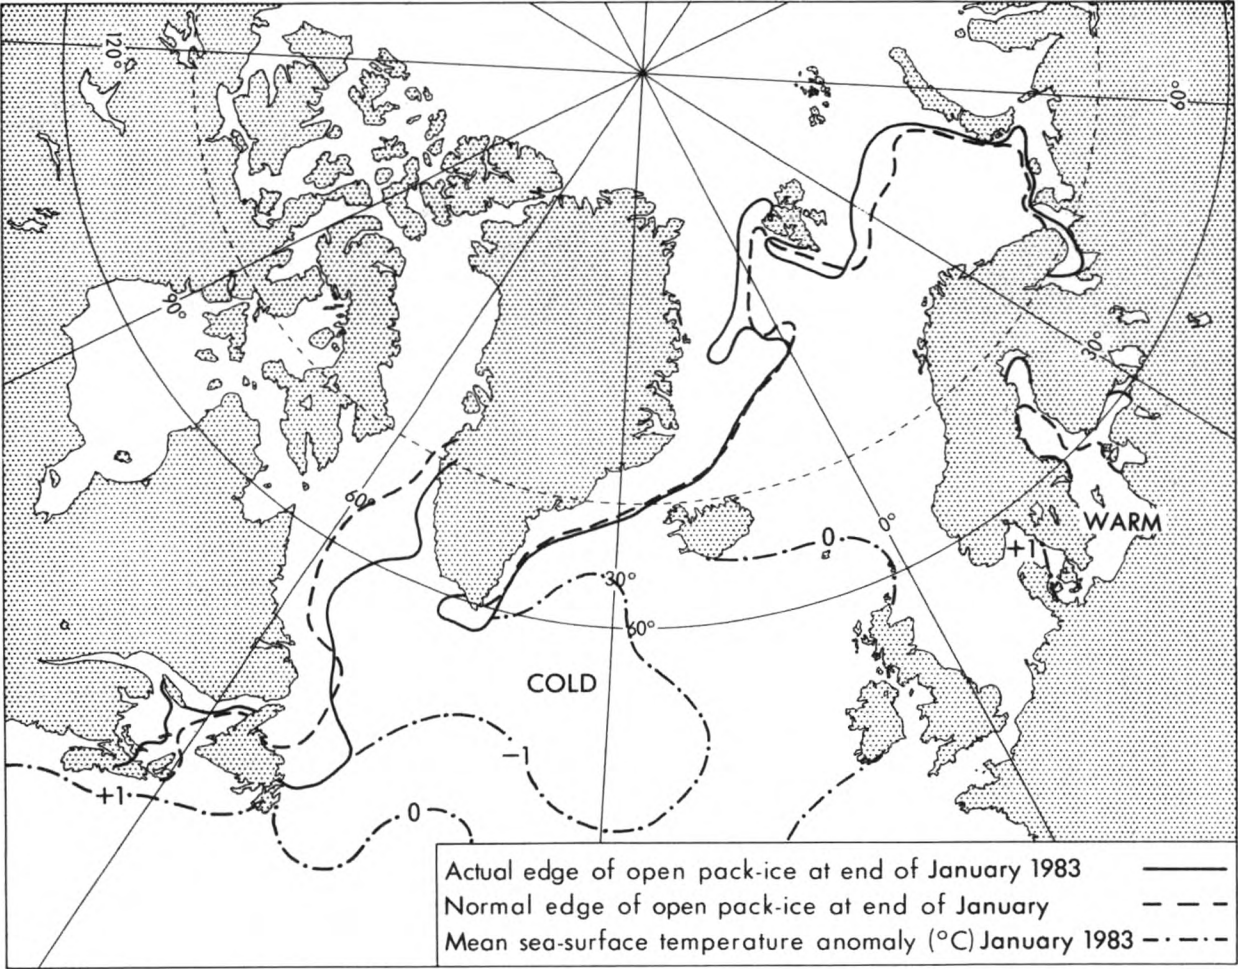 120°
60°
90°
30°
60°
0°
WARM
+1
0
30°
60°
COLD
-1
+1
0
Actual edge of open pack-ice at end of January 1983
Normal edge of open pack-ice at end of January
Mean sea-surface temperature anomaly (°C) January 1983